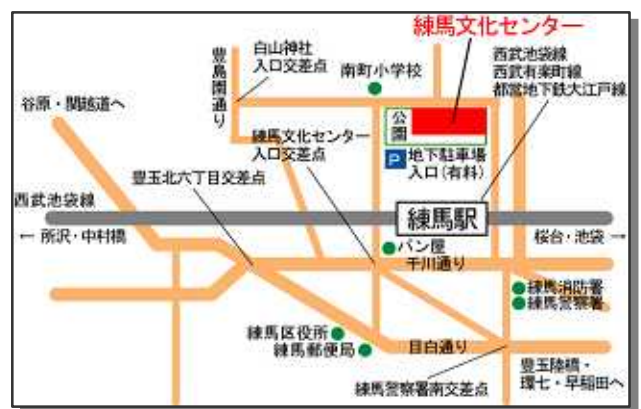 練馬文化センター
豊島園通り
白山神社
入口交差点
南町小学校
西武池袋線
西武有楽町線
都営地下鉄大江戸線
谷原・関越道へ
公園
練馬文化センター
入口交差点
P 地下駐車場
入口(有料)
豊玉北六丁目交差点
西武池袋線
練馬駅
← 所沢・中村橋
桜台・池袋 →
パン屋
千川通り
練馬消防署
練馬警察署
練馬区役所
練馬郵便局
目白通り
豊玉陸橋・
環七・早稲田へ
練馬警察署南交差点